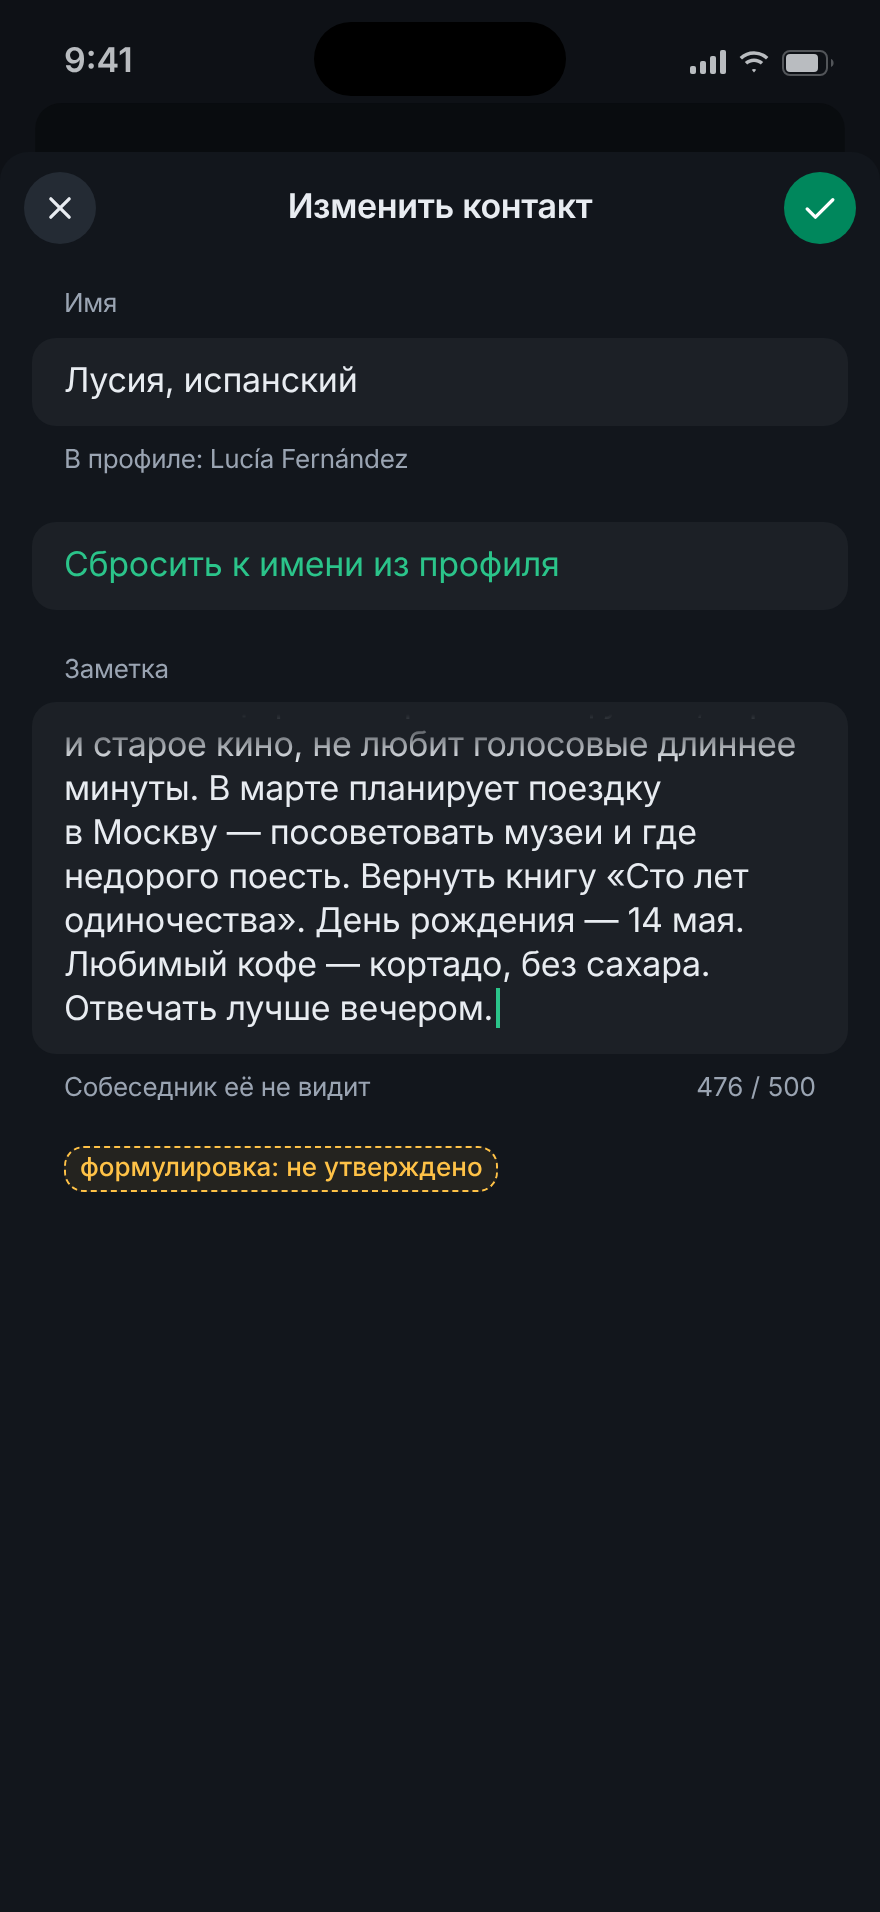 9:41
Изменить контакт
Имя
Лусия, испанский
В профиле: Lucía Fernández
Сбросить к имени из профиля
Заметка
и старое кино, не любит голосовые длиннее
минуты. В марте планирует поездку
в Москву — посоветовать музеи и где
недорого поесть. Вернуть книгу «Сто лет
одиночества». День рождения — 14 мая.
Любимый кофе — кортадо, без сахара.
Отвечать лучше вечером.
Собеседник её не видит
476 / 500
формулировка: не утверждено